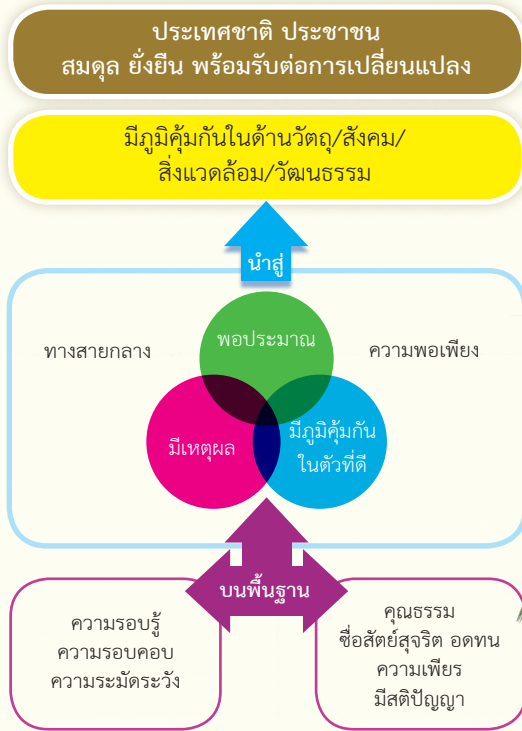 ประเทศชาติ ประชาชน
สมดุล ยั่งยืน พร้อมรับต่อการเปลี่ยนแปลง
มีภูมิคุ้มกันในด้านวัตถุ/สังคม/
สิ่งแวดล้อม/วัฒนธรรม
นำสู่
ทางสายกลาง
พอประมาณ
ความพอเพียง
มีเหตุผล
มีภูมิคุ้มกัน
ในตัวที่ดี
บนพื้นฐาน
ความรอบรู้
ความรอบคอบ
ความระมัดระวัง
คุณธรรม
ซื่อสัตย์สุจริต อดทน
ความเพียร
มีสติปัญญา